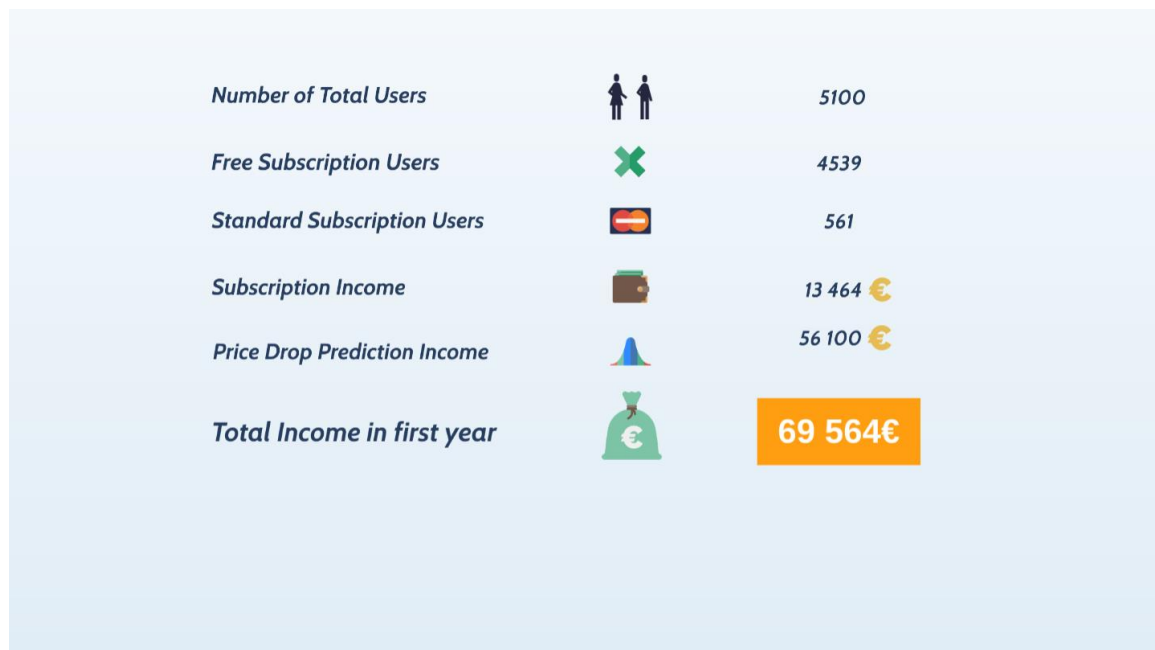 Number of Total Users 5100
Free Subscription Users 4539
Standard Subscription Users 561
Subscription Income 13 464 €
Price Drop Prediction Income 56 100 €
Total Income in first year € 69 564€